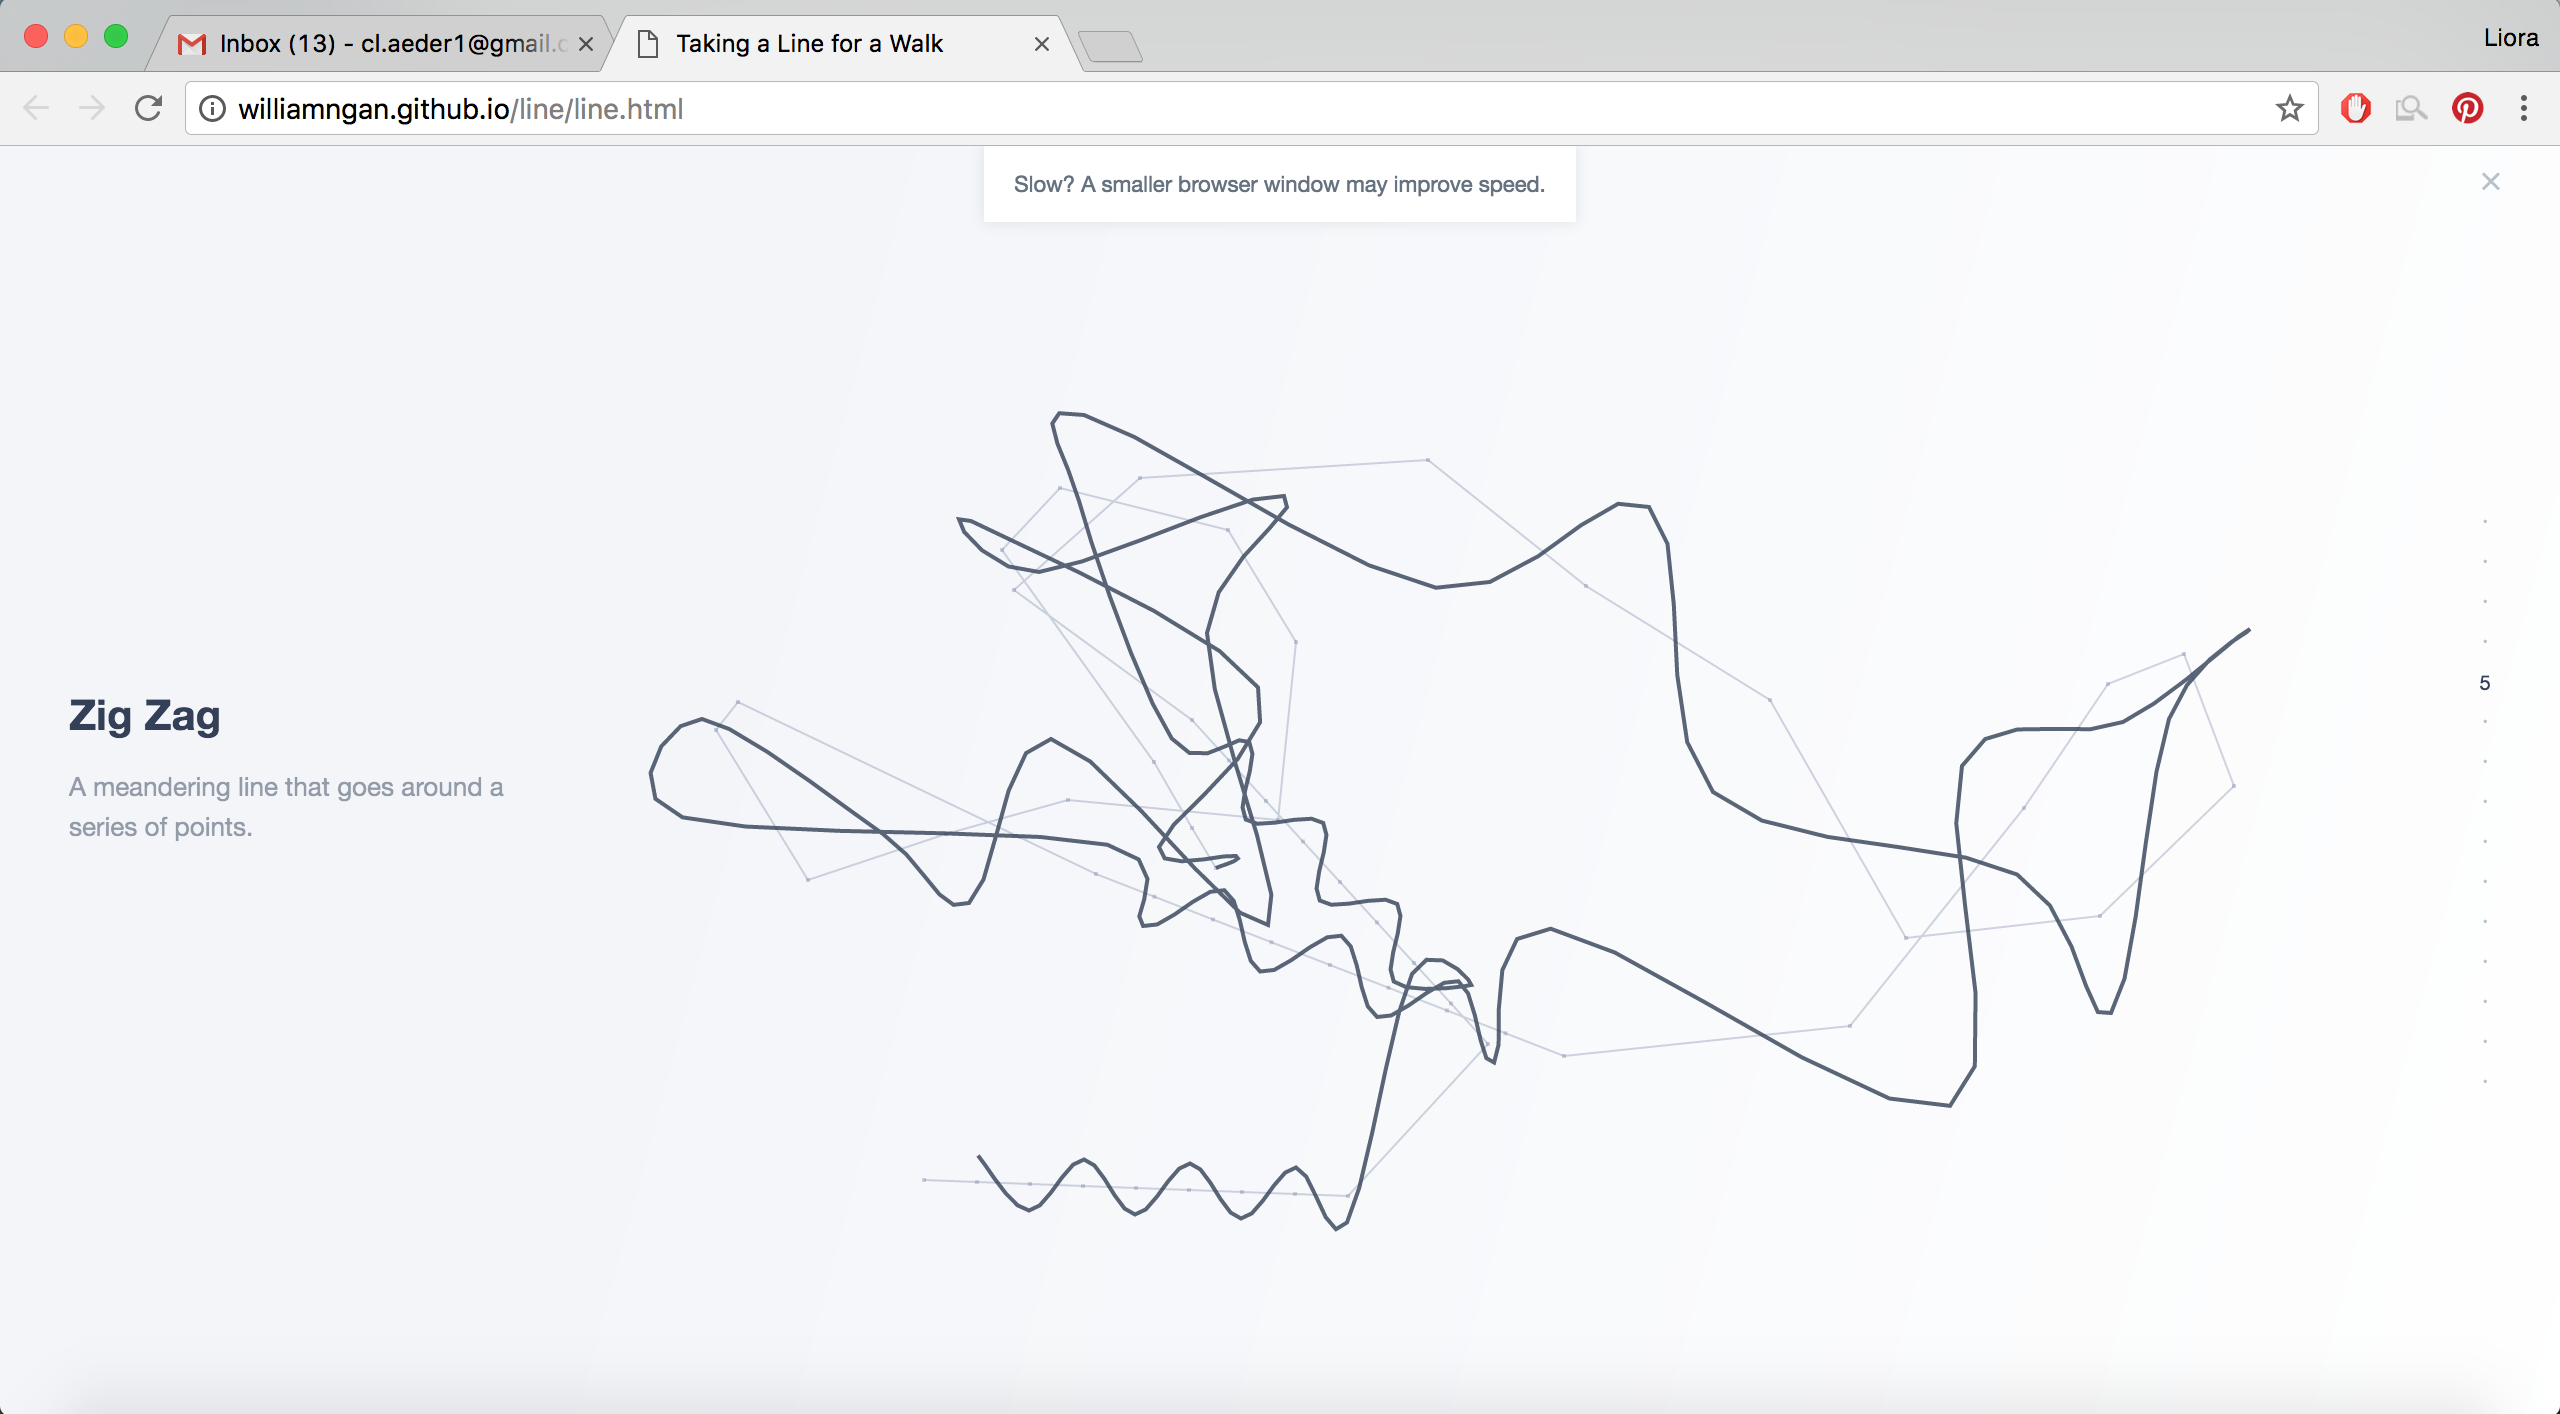 Inbox (13) - cl.aeder1@gmail.c
Taking a Line for a Walk
Liora
williamngan.github.io/line/line.html
Slow? A smaller browser window may improve speed.
5
Zig Zag
A meandering line that goes around a
series of points.